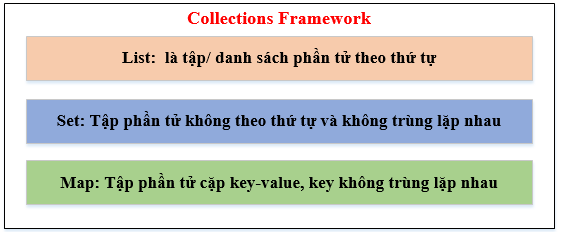 Collections Framework
List: là tập/ danh sách phần tử theo thứ tự
Set: Tập phần tử không theo thứ tự và không trùng lặp nhau
Map: Tập phần tử cặp key-value, key không trùng lặp nhau